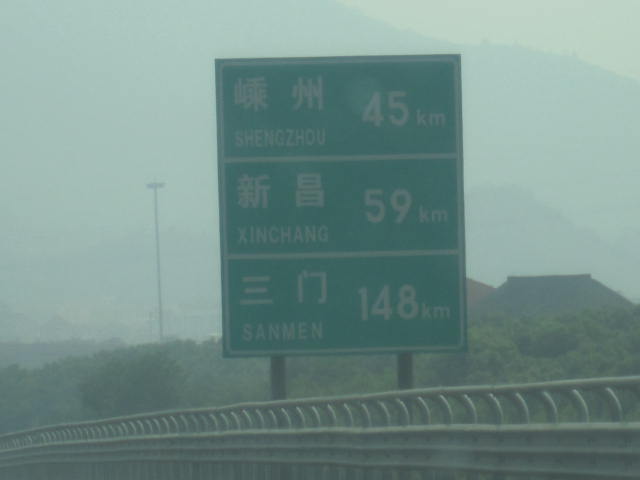 嵊州 45 km
SHENGZHOU
新昌 59 km
XINCHANG
三门 148 km
SANMEN